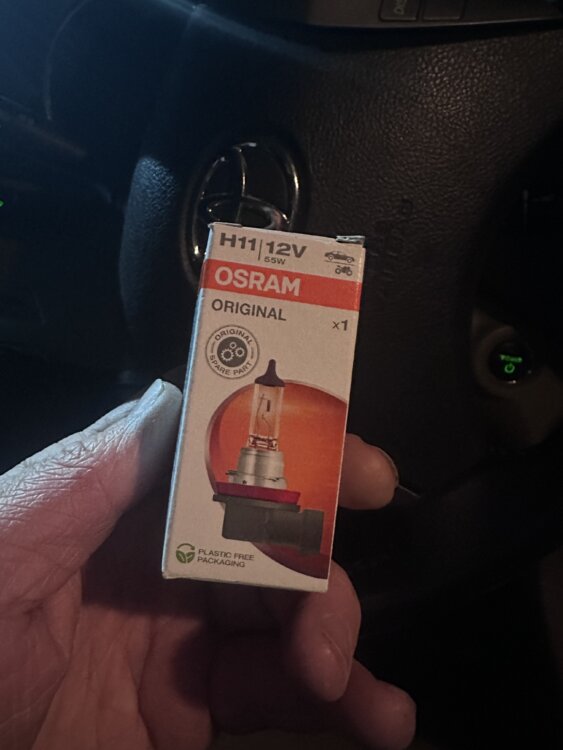 H11 12V
55W
OSRAM
ORIGINAL
x1
ORIGINAL
SPARE PART
PLASTIC FREE
PACKAGING